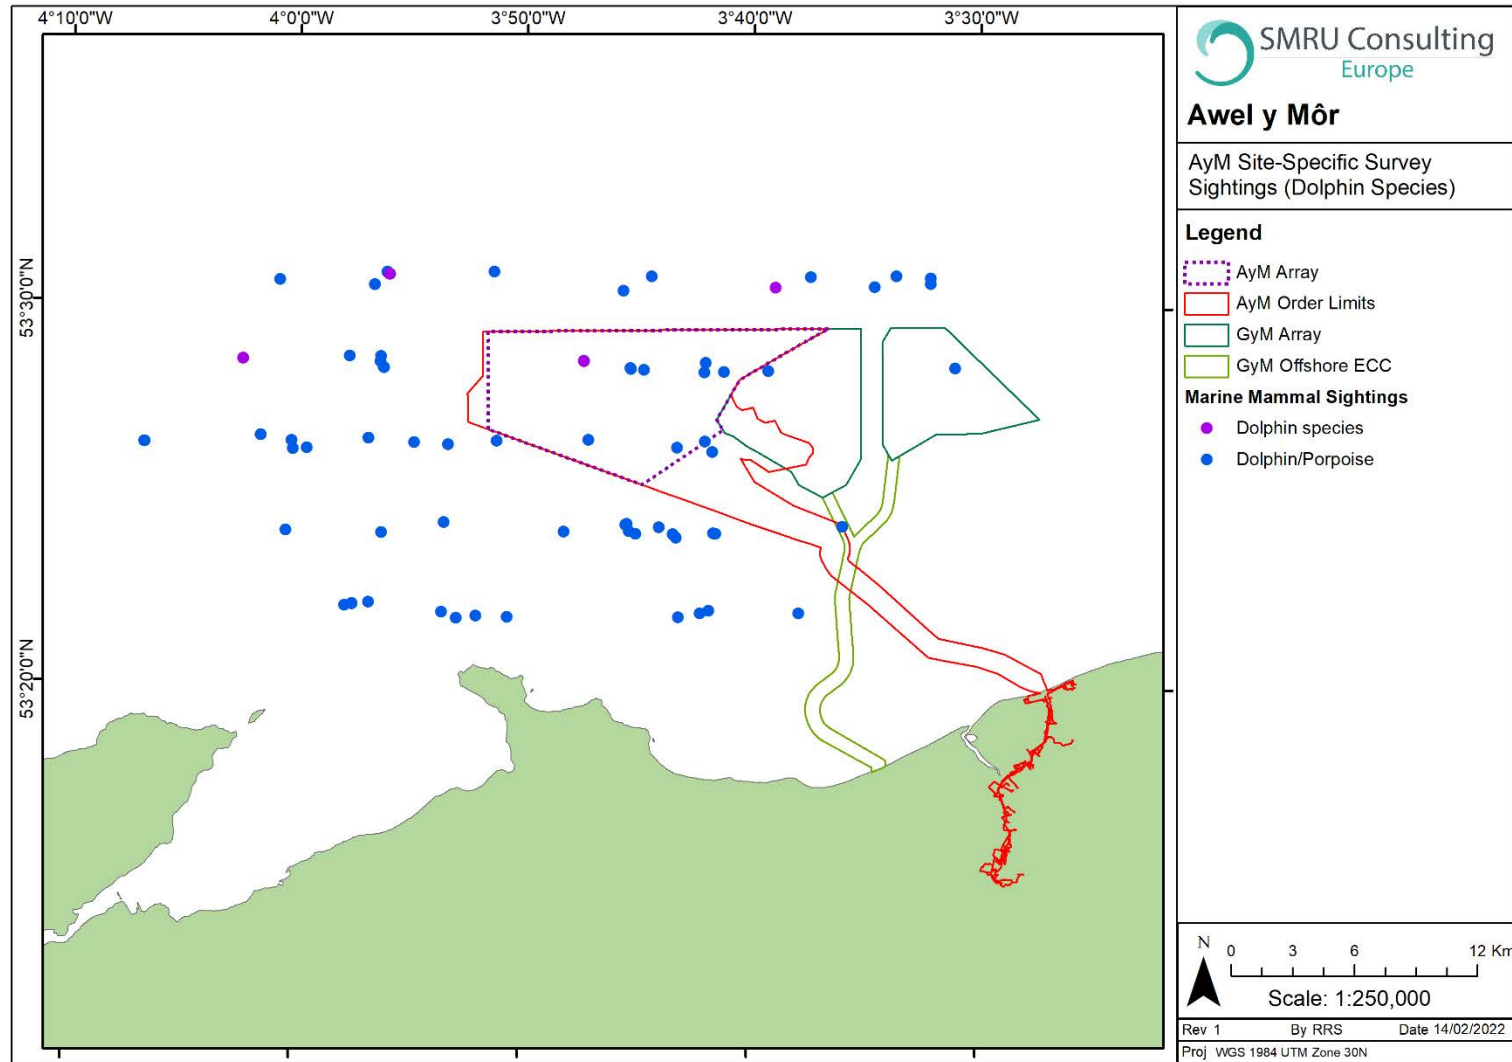 4°10'0"W 4°0'0"W 3°50'0"W 3°40'0"W 3°30'0"W
53°30'0"N
53°20'0"N
SMRU Consulting
Europe
Awel y Môr
AyM Site-Specific Survey
Sightings (Dolphin Species)
Legend
AyM Array
AyM Order Limits
GyM Array
GyM Offshore ECC
Marine Mammal Sightings
Dolphin species
Dolphin/Porpoise
N
0 3 6 12 Km
Scale: 1:250,000
Rev 1 By RRS Date 14/02/2022
Proj WGS 1984 UTM Zone 30N